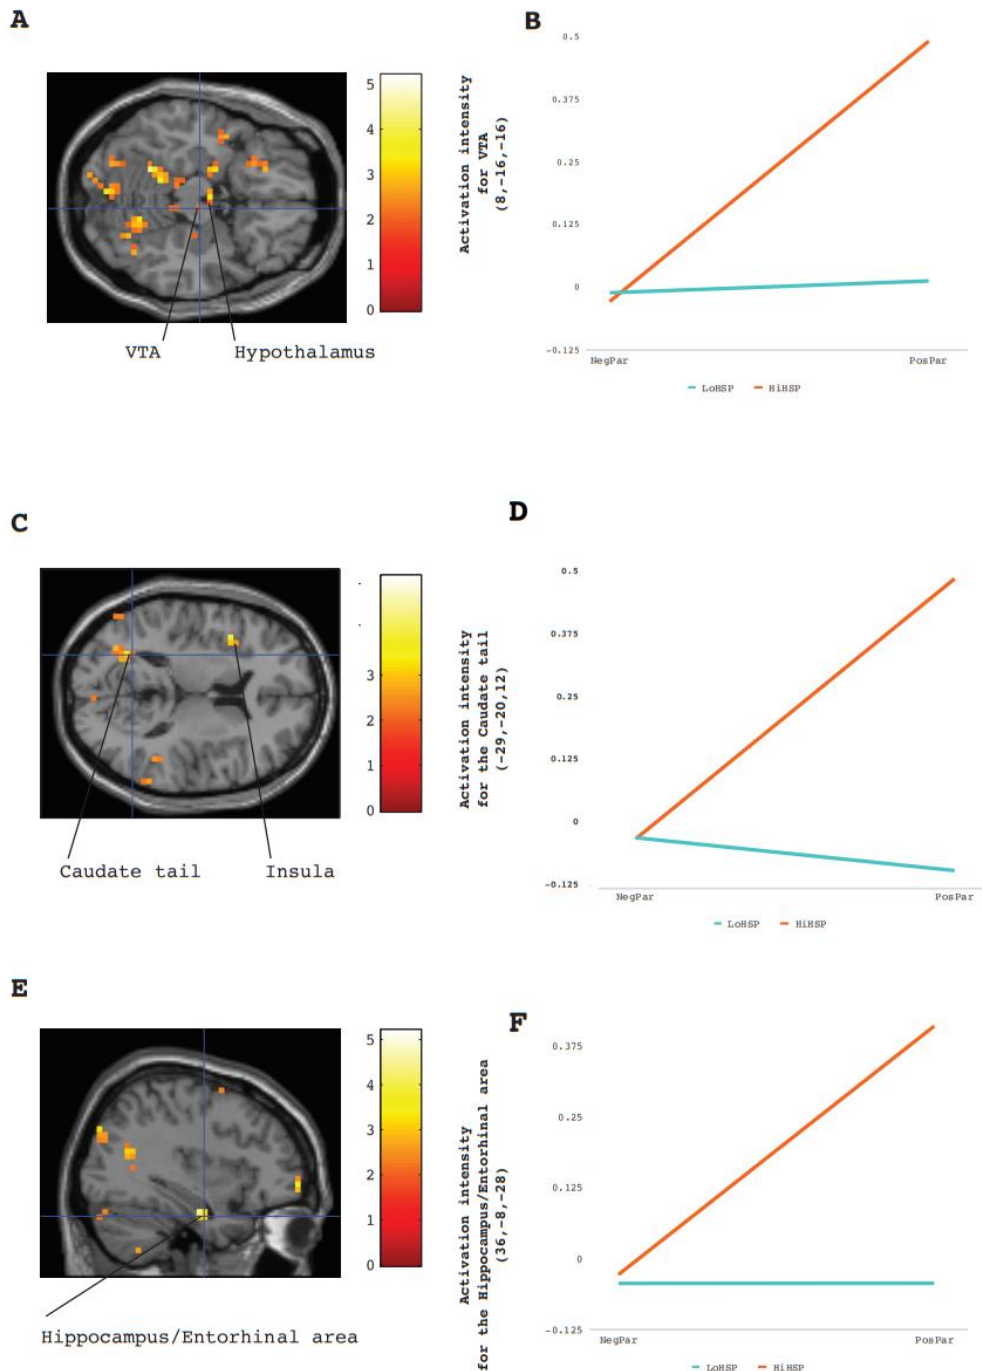 A
5
4
3
2
1
0
VTA
Hypothalamus
B
Activation intensity
for VTA
(8,-16,-16)
0.5
0.375
0.25
0.125
0
-0.125
NegPar
PosPar
LoHSP
HiHSP
C
3
2
1
0
Caudate tail
Insula
D
Activation intensity
for the Caudate tail
(-29,-20,12)
0.5
0.375
0.25
0.125
0
-0.125
NegPar
PosPar
LoHSP
HiHSP
E
5
4
3
2
1
0
Hippocampus/Entorhinal area
F
Activation intensity
for the Hippocampus/Entorhinal area
(36,-8,-28)
0.375
0.25
0.125
0
-0.125
NegPar
PosPar
LoHSP
HiHSP